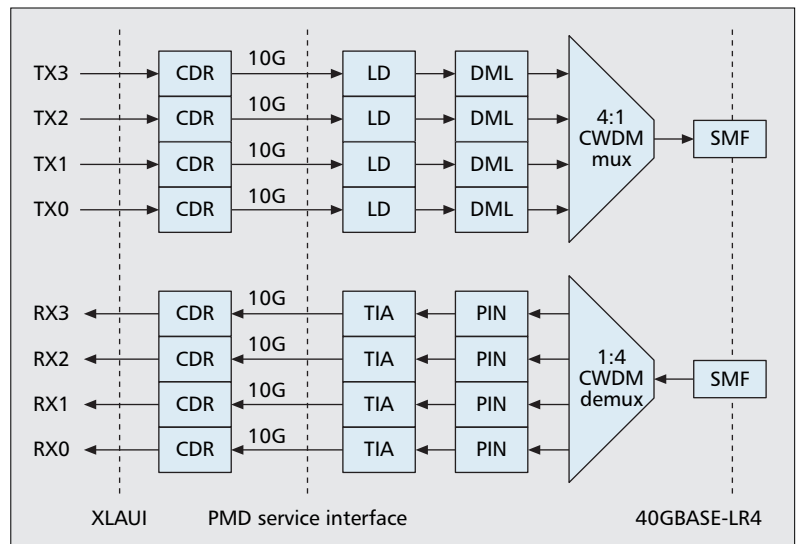 TX3 CDR 10G LD DML
TX2 CDR 10G LD DML
TX1 CDR 10G LD DML
TX0 CDR 10G LD DML
4:1
CWDM
mux
SMF
RX3 CDR 10G TIA PIN
RX2 CDR 10G TIA PIN
RX1 CDR 10G TIA PIN
RX0 CDR 10G TIA PIN
1:4
CWDM
demux
SMF
XLAUI PMD service interface 40GBASE-LR4